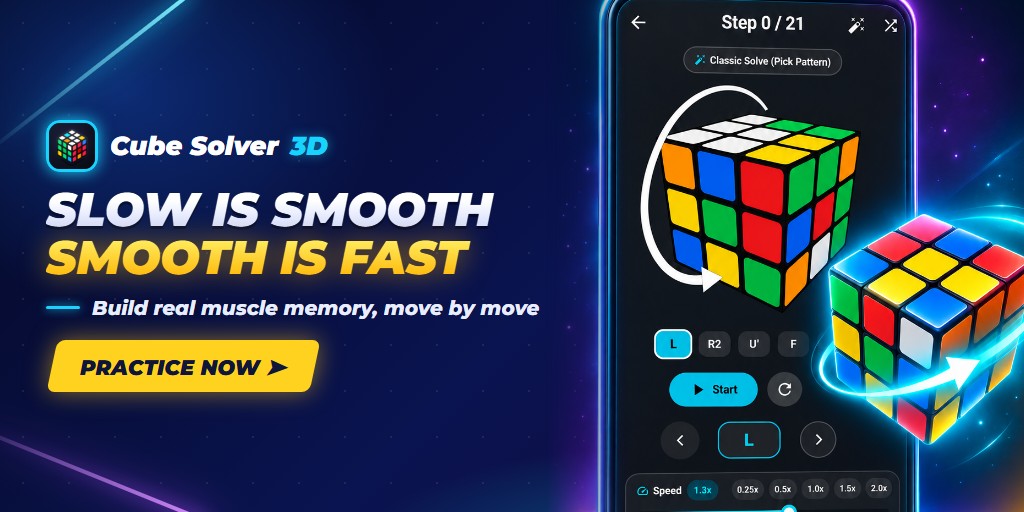 Cube Solver 3D
SLOW IS SMOOTH
SMOOTH IS FAST
Build real muscle memory, move by move
PRACTICE NOW ➤
Step 0 / 21
Classic Solve (Pick Pattern)
L R2 U' F
Start
L
Speed 1.3x 0.25x 0.5x 1.0x 1.5x 2.0x